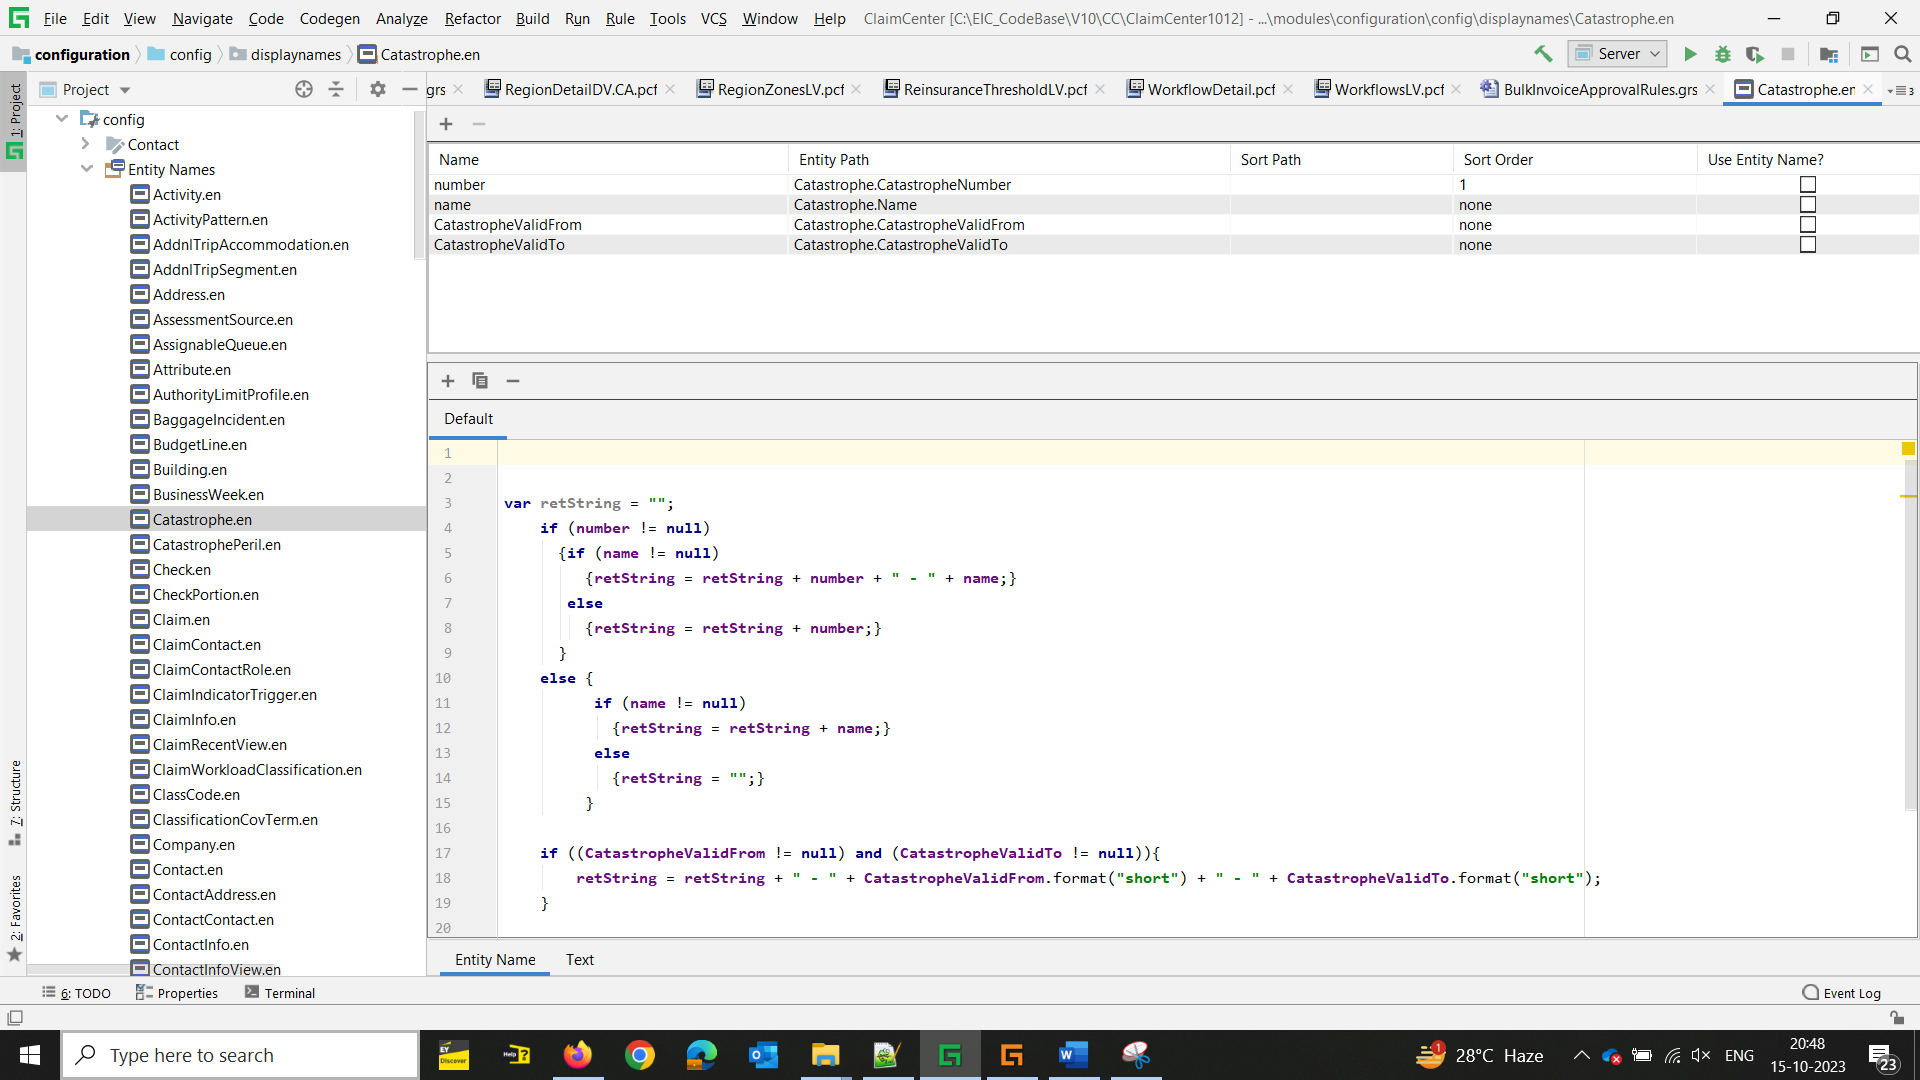 File Edit View Navigate Code Codegen Analyze Refactor Build Run Rule Tools VCS Window Help ClaimCenter [C:\EIC_CodeBase\V10\CC\ClaimCenter1012] - ...\modules\configuration\config\displaynames\Catastrophe.en
configuration config displaynames Catastrophe.en Server
Project grs RegionDetailDV.CA.pcf RegionZonesLV.pcf ReinsuranceThresholdLV.pcf WorkflowDetail.pcf WorkflowsLV.pcf BulkInvoiceApprovalRules.grs Catastrophe.en 3
1: Project
7: Structure
2: Favorites
config
Contact
Entity Names
Activity.en
ActivityPattern.en
AddnlTripAccommodation.en
AddnlTripSegment.en
Address.en
AssessmentSource.en
AssignableQueue.en
Attribute.en
AuthorityLimitProfile.en
BaggageIncident.en
BudgetLine.en
Building.en
BusinessWeek.en
Catastrophe.en
CatastrophePeril.en
Check.en
CheckPortion.en
Claim.en
ClaimContact.en
ClaimContactRole.en
ClaimIndicatorTrigger.en
ClaimInfo.en
ClaimRecentView.en
ClaimWorkloadClassification.en
ClassCode.en
ClassificationCovTerm.en
Company.en
Contact.en
ContactAddress.en
ContactContact.en
ContactInfo.en
ContactInfoView.en
Name Entity Path Sort Path Sort Order Use Entity Name?
number Catastrophe.CatastropheNumber 1
name Catastrophe.Name none
CatastropheValidFrom Catastrophe.CatastropheValidFrom none
CatastropheValidTo Catastrophe.CatastropheValidTo none
Default
1
2
3 var retString = "";
4 if (number != null)
5 {if (name != null)
6 {retString = retString + number + " - " + name;}
7 else
8 {retString = retString + number;}
9 }
10 else {
11 if (name != null)
12 {retString = retString + name;}
13 else
14 {retString = "";}
15 }
16
17 if ((CatastropheValidFrom != null) and (CatastropheValidTo != null)){
18 retString = retString + " - " + CatastropheValidFrom.format("short") + " - " + CatastropheValidTo.format("short");
19 }
20
Entity Name Text
6: TODO Properties Terminal Event Log
Type here to search EY Discover Help ? 1 28°C Haze ENG 20:48
15-10-2023 23